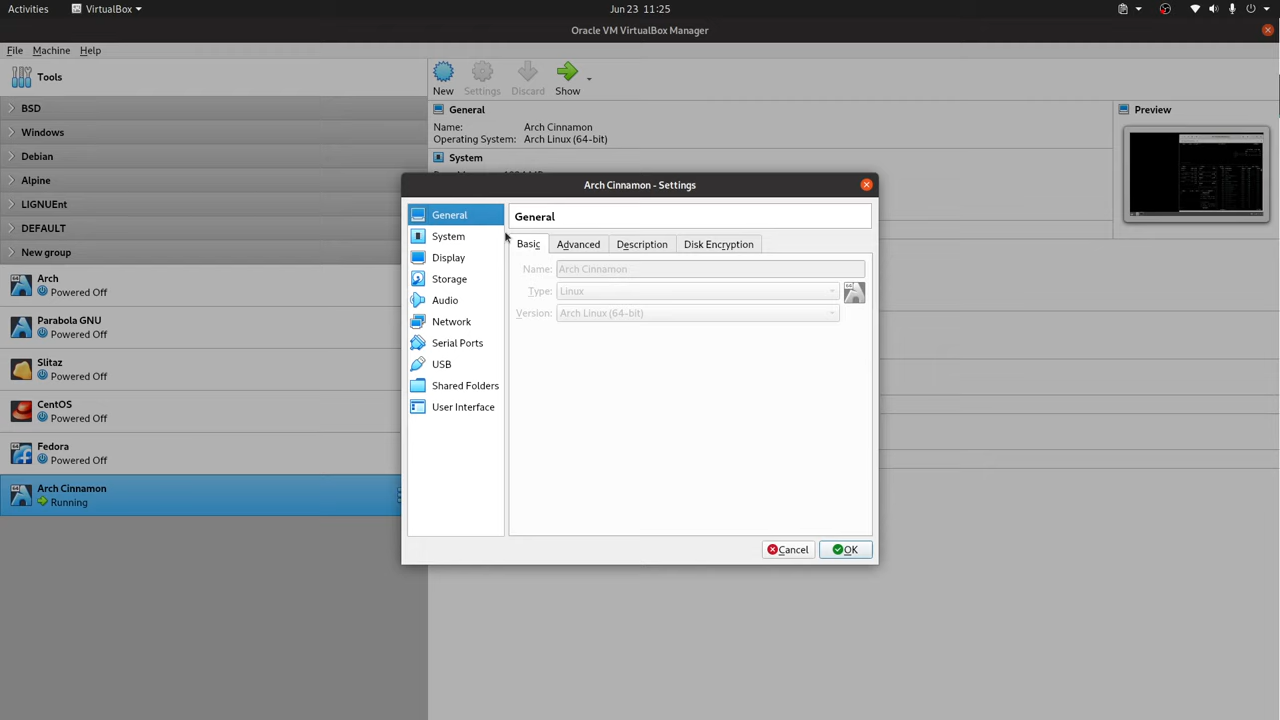 Activities
VirtualBox
Jun 23 11:25
Oracle VM VirtualBox Manager
File Machine Help
Tools
New Settings Discard Show
BSD
Windows
Debian
Alpine
LIGNUEnt
DEFAULT
New group
Arch
Powered Off
Parabola GNU
Powered Off
Slitaz
Powered Off
CentOS
Powered Off
Fedora
Powered Off
Arch Cinnamon
Running
General
Name: Arch Cinnamon
Operating System: Arch Linux (64-bit)
System
Preview
Arch Cinnamon - Settings
General
System
Display
Storage
Audio
Network
Serial Ports
USB
Shared Folders
User Interface
General
Basic Advanced Description Disk Encryption
Name: Arch Cinnamon
Type: Linux
Version: Arch Linux (64-bit)
Cancel OK